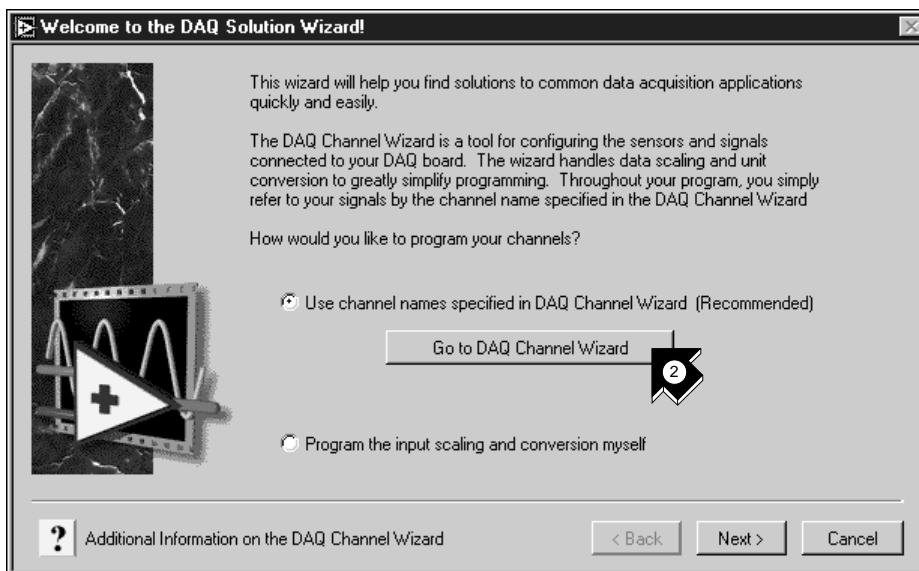 Welcome to the DAQ Solution Wizard!
This wizard will help you find solutions to common data acquisition applications
quickly and easily.
The DAQ Channel Wizard is a tool for configuring the sensors and signals
connected to your DAQ board.  The wizard handles data scaling and unit
conversion to greatly simplify programming.  Throughout your program, you simply
refer to your signals by the channel name specified in the DAQ Channel Wizard
How would you like to program your channels?
Use channel names specified in DAQ Channel Wizard  (Recommended)
Go to DAQ Channel Wizard
2
Program the input scaling and conversion myself
? Additional Information on the DAQ Channel Wizard
< Back
Next >
Cancel